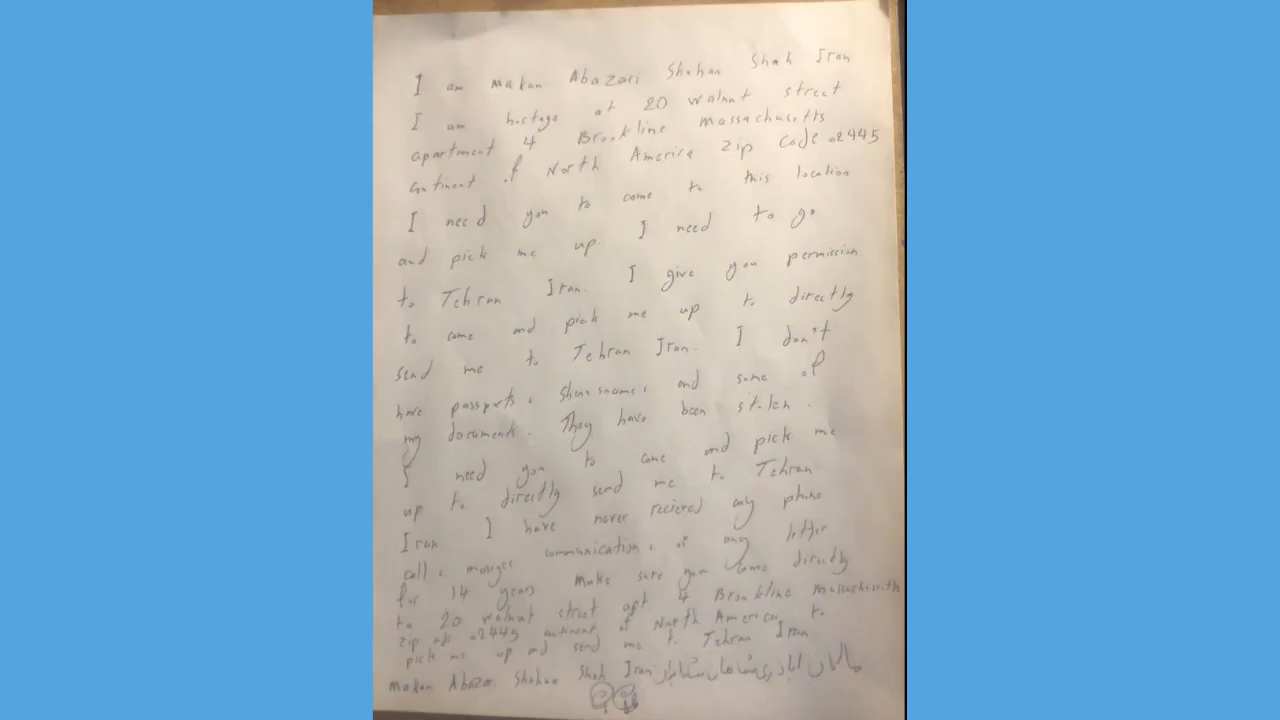 I am Makan Abazari Shahan Shah Iran
I am hostage at 20 walnut street
apartment 4 Brookline Massachusetts
continent of North America zip code 02445
I need you to come to this location
and pick me up. I need to go
to Tehran Iran. I give you permission
to come and pick me up to directly
send me to Tehran Iran. I don't
have passports, and some of
my documents. They have been stolen.
I need you to come and pick me
up to directly send me to Tehran
Iran I have never recieved any phone
call, communication, of any letter
for 14 years make sure you come directly
to 20 walnut street apt 4 Brookline Massachusetts
zip code 02445 continent of North America to
pick me up and send me to Tehran Iran
Makan Abazari Shahan Shah Iran ماکان اباذری شاهان شاه